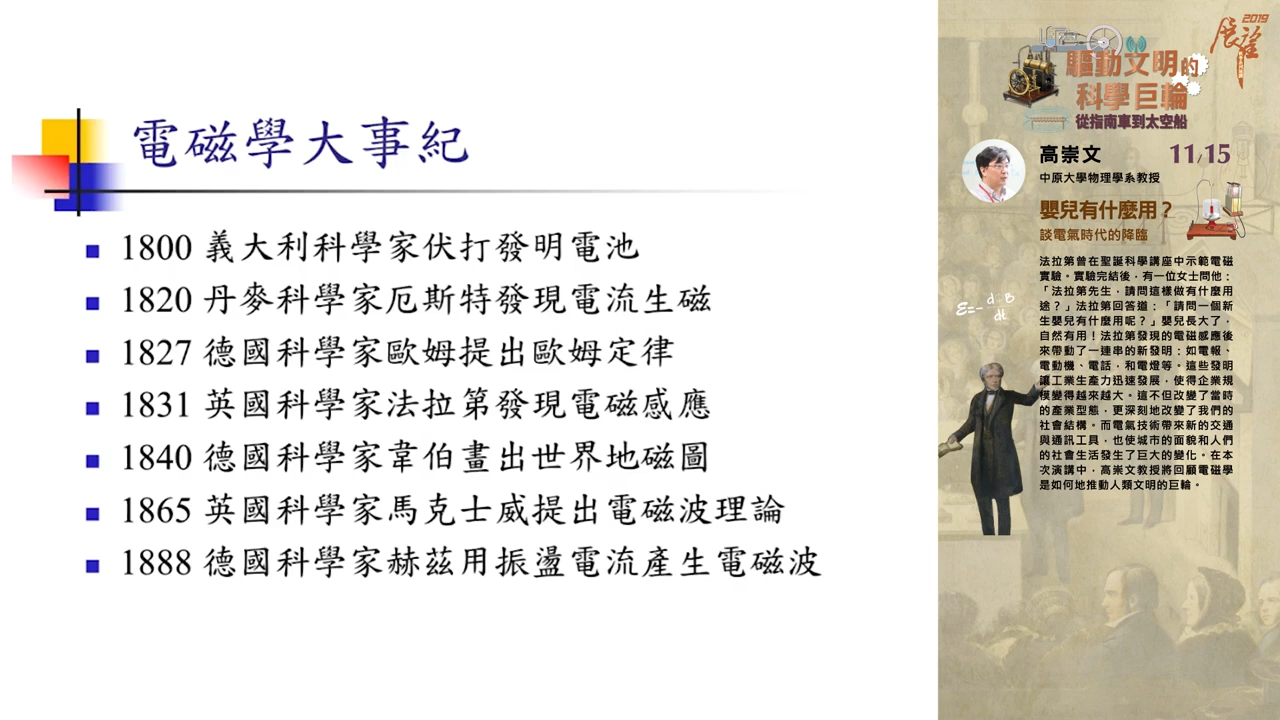 電磁學大事紀
1800 義大利科學家伏打發明電池
1820 丹麥科學家厄斯特發現電流生磁
1827 德國科學家歐姆提出歐姆定律
1831 英國科學家法拉第發現電磁感應
1840 德國科學家韋伯畫出世界地磁圖
1865 英國科學家馬克士威提出電磁波理論
1888 德國科學家赫茲用振盪電流產生電磁波
2019
展望
驅動文明的
科學巨輪
從指南車到太空船
高崇文
11/15
中原大學物理學系教授
嬰兒有什麼用？
談電氣時代的降臨
法拉第曾在聖誕科學講座中示範電磁
實驗。實驗完結後，有一位女士問他：
「法拉第先生，請問這樣做有什麼用
途？」法拉第回答道：「請問一個新
生嬰兒有什麼用呢？」嬰兒長大了，
自然有用！法拉第發現的電磁感應後
來帶動了一連串的新發明：如電報、
電動機、電話，和電燈等。這些發明
讓工業生產力迅速發展，使得企業規
模變得越來越大。這不但改變了當時
的產業型態，更深刻地改變了我們的
社會結構。而電氣技術帶來新的交通
與通訊工具，也使城市的面貌和人們
的社會生活發生了巨大的變化。在本
次演講中，高崇文教授將回顧電磁學
是如何地推動人類文明的巨輪。